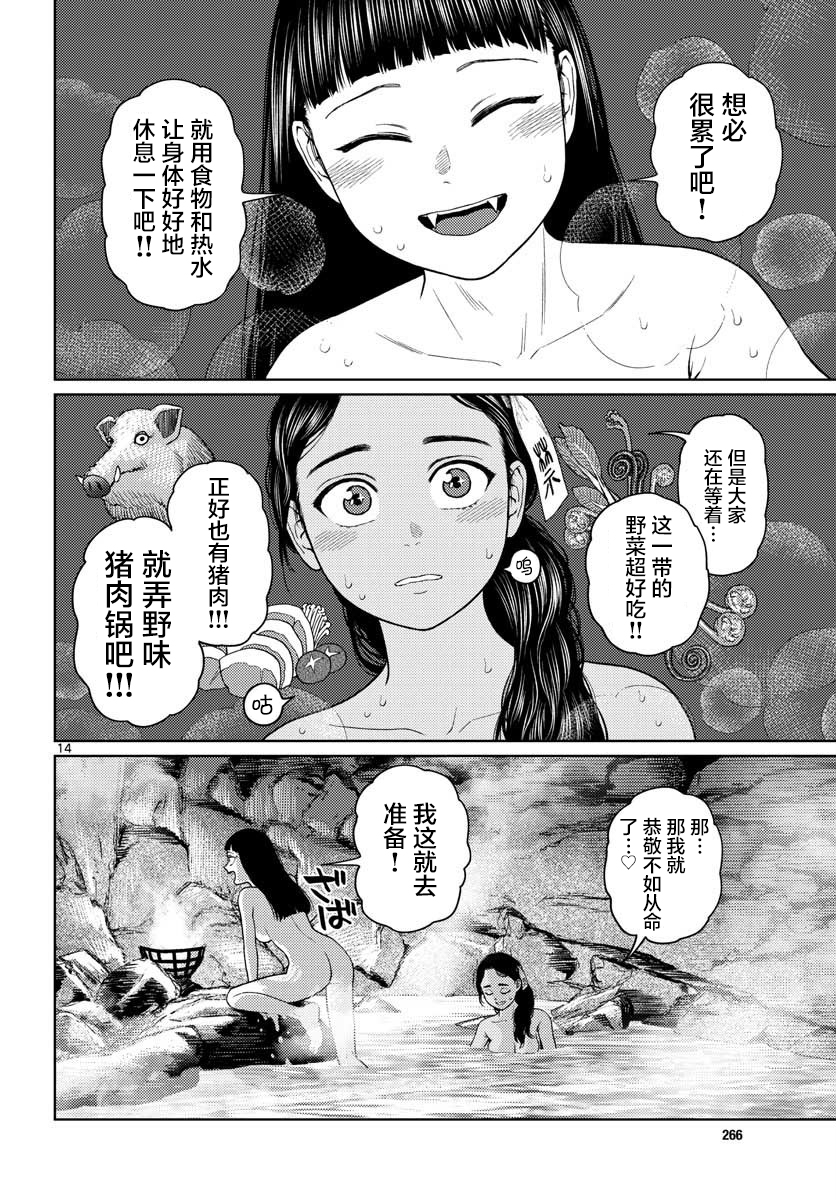 想必
很累了吧！
就用食物和热水
让身体好好地
休息一下吧!!
但是大家
还在等着…
这一带的
野菜超好吃!!
呜
正好也有猪肉!!!
就弄野味
猪肉锅吧!!!
咕
14
那…
那我就
恭敬不如从命
了…♡
我这就去
准备！
ざば
266